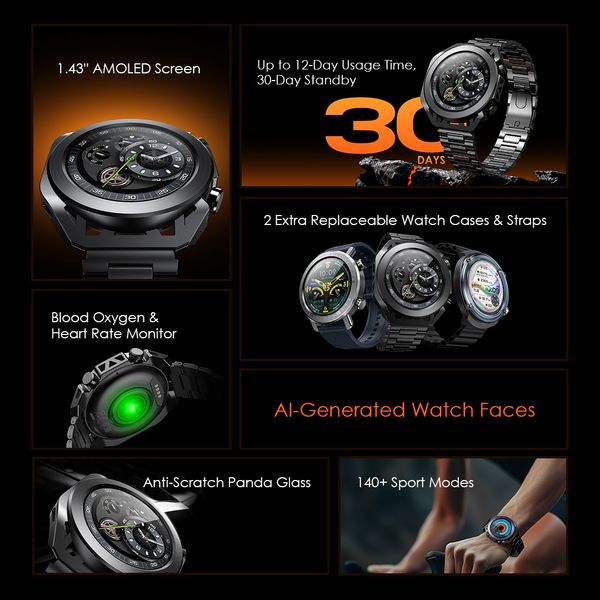 1.43" AMOLED Screen
Up to 12-Day Usage Time,
30-Day Standby
30
DAYS
2 Extra Replaceable Watch Cases & Straps
Blood Oxygen &
Heart Rate Monitor
AI-Generated Watch Faces
Anti-Scratch Panda Glass
140+ Sport Modes